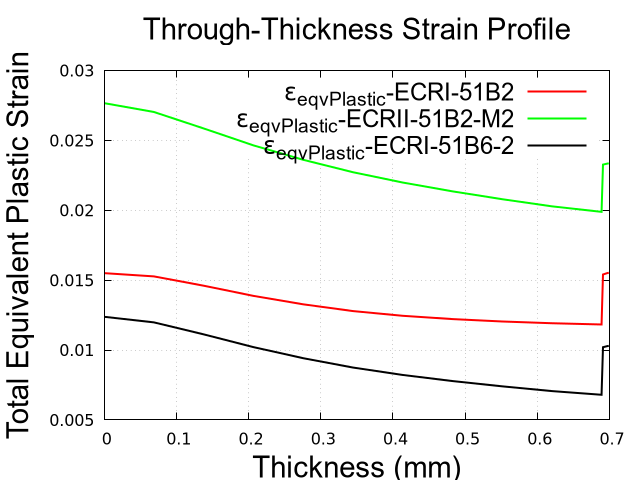 Through-Thickness Strain Profile
Total Equivalent Plastic Strain
0.03
0.025
0.02
0.015
0.01
0.005
εeqvPlastic-ECRI-51B2
εeqvPlastic-ECRII-51B2-M2
εeqvPlastic-ECRI-51B6-2
0 0.1 0.2 0.3 0.4 0.5 0.6 0.7
Thickness (mm)